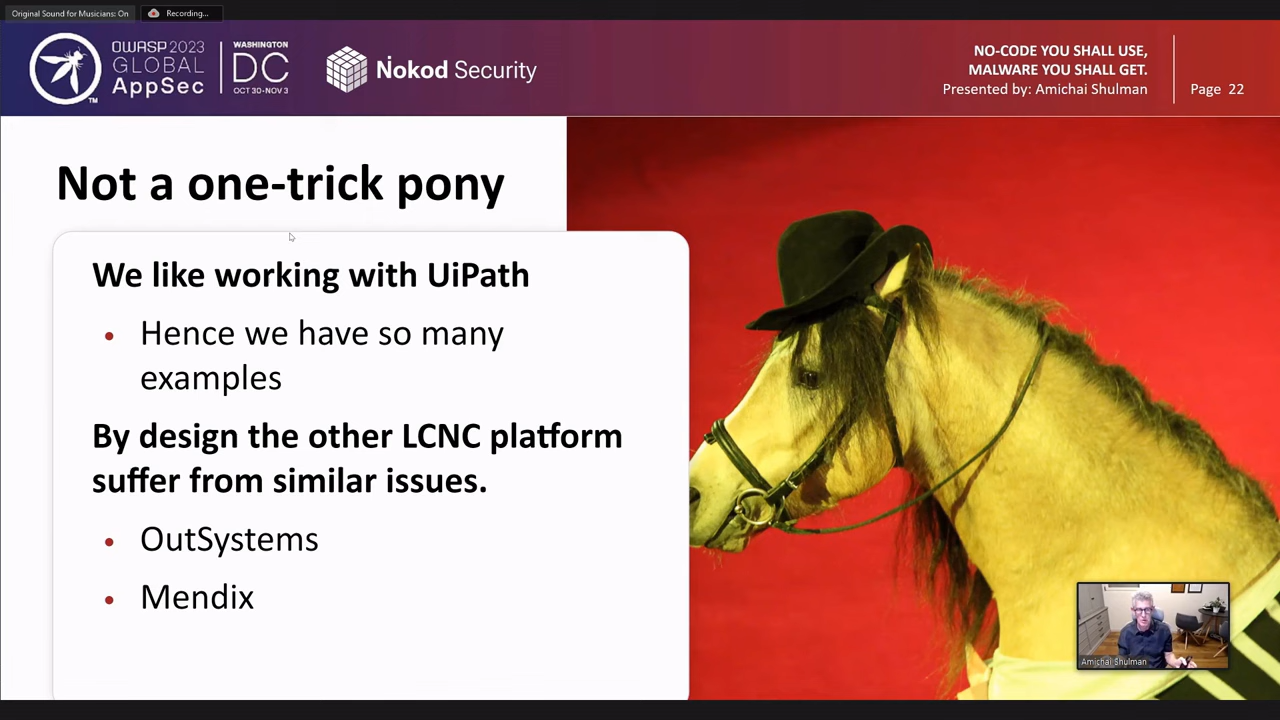 Original Sound for Musicians: On
Recording...
OWASP 2023
GLOBAL
AppSec
TM
WASHINGTON
DC
OCT 30-NOV 3
Nokod Security
NO-CODE YOU SHALL USE,
MALWARE YOU SHALL GET.
Presented by: Amichai Shulman
Page 22
Not a one-trick pony
We like working with UiPath
• Hence we have so many
examples
By design the other LCNC platform
suffer from similar issues.
• OutSystems
• Mendix
Amichai Shulman